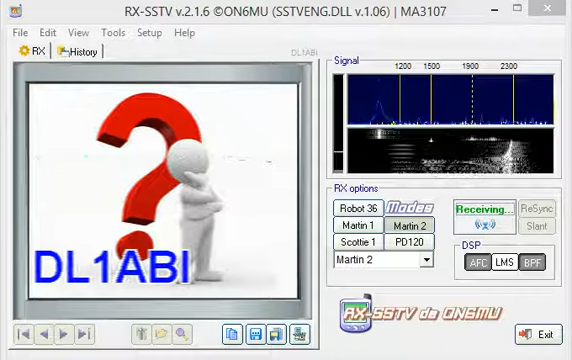 RX-SSTV v.2.1.6 ©ON6MU (SSTVENG.DLL v.1.06) | MA3107
File Edit View Tools Setup Help
RX History
DL1ABI
Signal
1200 1500 1900 2300
DL1ABI
RX options
Robot 36 Modes
Martin 1 Martin 2
Scottie 1 PD120
Martin 2
Receiving... ReSync
Slant
DSP
AFC LMS BPF
RX-SSTV de ON6MU
Exit